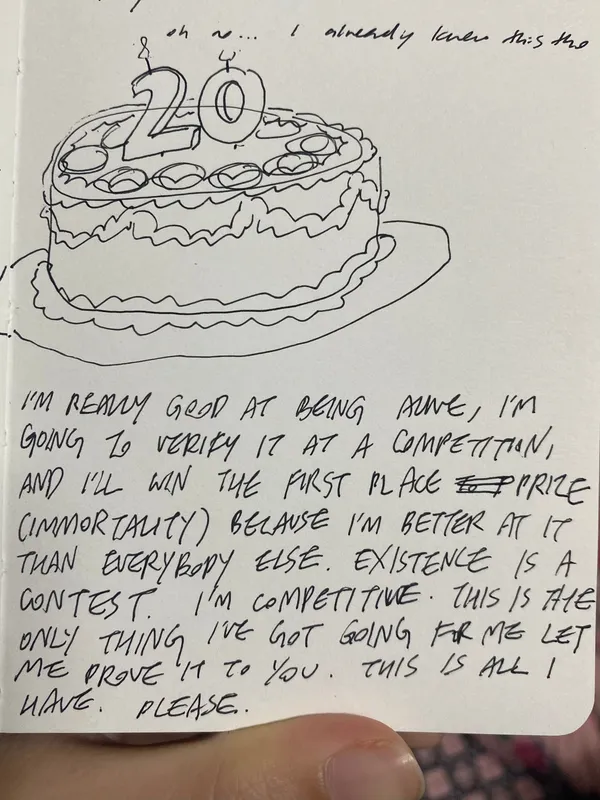 oh no... I already knew this tho
20
I'M REALLY GOOD AT BEING ALIVE, I'M
GOING TO VERIFY IT AT A COMPETITION,
AND I'LL WIN THE FIRST PLACE PRIZE
(IMMORTALITY) BECAUSE I'M BETTER AT IT
THAN EVERYBODY ELSE. EXISTENCE IS A
CONTEST. I'M COMPETITIVE. THIS IS THE
ONLY THING I'VE GOT GOING FOR ME LET
ME PROVE IT TO YOU. THIS IS ALL I
HAVE. PLEASE.